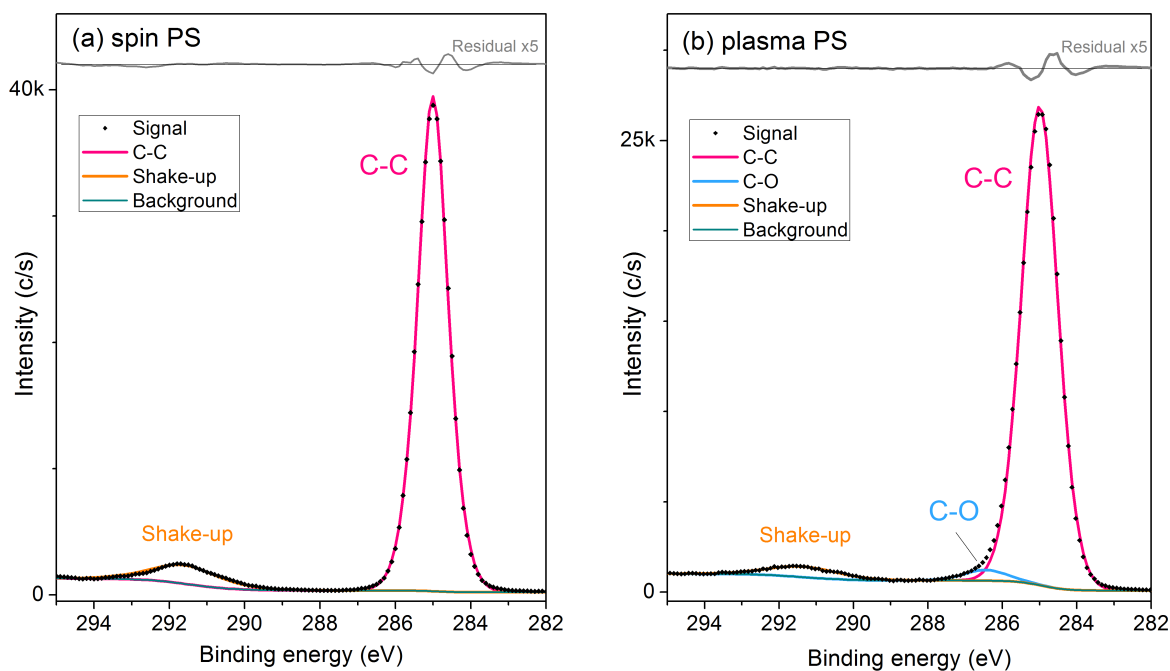 (a) spin PS
Residual x5
40k
Signal
C-C
Shake-up
Background
C-C
Shake-up
0
294 292 290 288 286 284 282
Intensity (c/s)
Binding energy (eV)
(b) plasma PS
Residual x5
25k
Signal
C-C
C-O
Shake-up
Background
C-C
C-O
Shake-up
0
294 292 290 288 286 284 282
Intensity (c/s)
Binding energy (eV)